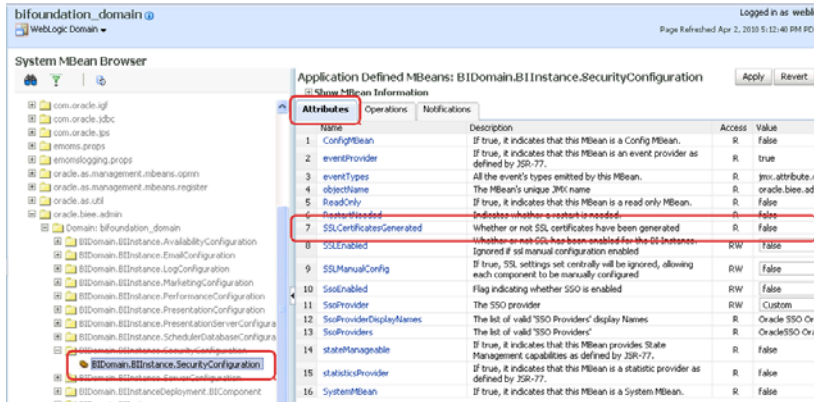 bifoundation_domain
Logged in as webl
WebLogic Domain
Page Refreshed Apr 2, 2010 5:12:40 PM PD
System MBean Browser
com.oracle.igf
com.oracle.jdbc
com.oracle.jps
emoms.props
emomslogging.props
oracle.as.management.mbeans.opmn
oracle.as.management.mbeans.register
oracle.as.util
oracle.biee.admin
Domain: bifoundation_domain
BIDomain.BIInstance.AvailabilityConfiguration
BIDomain.BIInstance.EmailConfiguration
BIDomain.BIInstance.LogConfiguration
BIDomain.BIInstance.MarketingConfiguration
BIDomain.BIInstance.PerformanceConfiguration
BIDomain.BIInstance.PresentationConfiguration
BIDomain.BIInstance.PresentationServerConfigura
BIDomain.BIInstance.SchedulerDatabaseConfigura
BIDomain.BIInstance.SecurityConfiguration
BIDomain.BIInstance.SecurityConfiguration
BIDomain.BIInstance.ServerConfiguration
BIDomain.BIInstanceDeployment.BIComponent
Application Defined MBeans: BIDomain.BIInstance.SecurityConfiguration
Apply Revert
Show MBean Information
Attributes Operations Notifications
Name Description Access Value
1 ConfigMBean If true, it indicates that this MBean is a Config MBean. R false
2 eventProvider If true, it indicates that this MBean is an event provider as
defined by JSR-77. R true
3 eventTypes All the event's types emitted by this MBean. R jmx.attribute.
4 objectName The MBean's unique JMX name R oracle.biee.ad
5 ReadOnly If true, it indicates that this MBean is a read only MBean. R false
6 RestartNeeded Indicates whether a restart is needed. R false
7 SSLCertificatesGenerated Whether or not SSL certificates have been generated R false
8 SSLEnabled Whether or not SSL has been enabled for the BI Instance.
Ignored if ssl manual configuration enabled RW false
9 SSLManualConfig If true, SSL settings set centrally will be ignored, allowing
each component to be manually configured RW false
10 SsoEnabled Flag indicating whether SSO is enabled RW false
11 SsoProvider The SSO provider RW Custom
12 SsoProviderDisplayNames The list of valid 'SSO Providers' display Names R Oracle SSO Or
13 SsoProviders The list of valid 'SSO Providers' R OracleSSO Ora
14 stateManageable If true, it indicates that this MBean provides State
Management capabilities as defined by JSR-77. R false
15 statisticsProvider If true, it indicates that this MBean is a statistic provider as
defined by JSR-77. R false
16 SystemMBean If true, it indicates that this MBean is a System MBean. R false